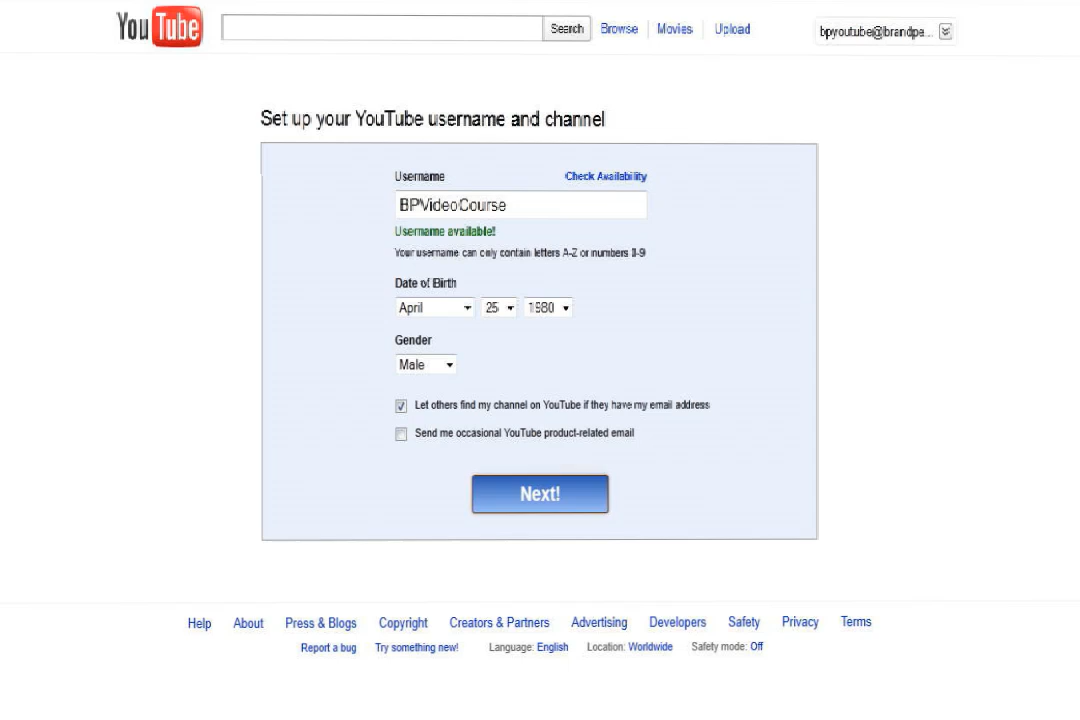 YouTube
Search Browse Movies Upload bpyoutube@brandpe...
Set up your YouTube username and channel
Username Check Availability
BPVideoCourse
Username available!
Your username can only contain letters A-Z or numbers 0-9
Date of Birth
April 25 1980
Gender
Male
Let others find my channel on YouTube if they have my email address
Send me occasional YouTube product-related email
Next!
Help About Press & Blogs Copyright Creators & Partners Advertising Developers Safety Privacy Terms
Report a bug Try something new! Language: English Location: Worldwide Safety mode: Off